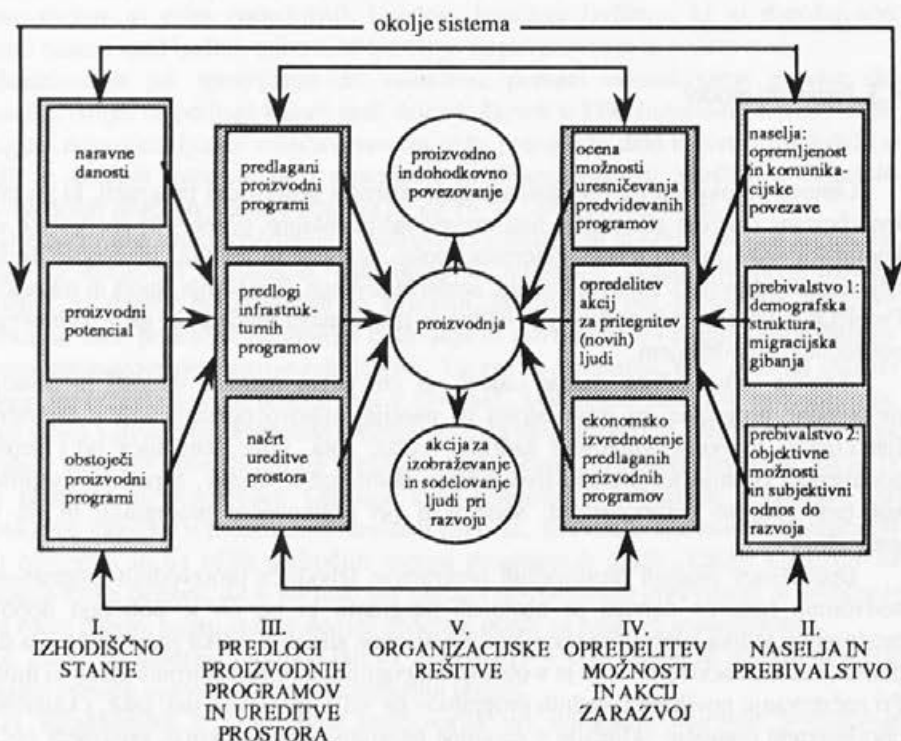 okolje sistema
naravne
danosti
proizvodni
potencial
obstoječi
proizvodni
programi
predlagani
proizvodni
programi
predlogi
infrastruk-
turnih
programov
načrt
ureditve
prostora
proizvodno
in dohodkovno
povezovanje
proizvodnja
akcija za
izobraževanje
in sodelovanje
ljudi pri
razvoju
ocena
možnosti
uresničevanja
predvidevanih
programov
opredelitev
akcij
za pritegnitev
(novih)
ljudi
ekonomsko
izvrednotenje
predlaganih
prizvodnih
programov
naselja:
opremljenost
in komunika-
cijske
povezave
prebivalstvo 1:
demografska
struktura,
migracijska
gibanja
prebivalstvo 2:
objektivne
možnosti
in subjektivni
odnos do
razvoja
I.
IZHODIŠČNO
STANJE
III.
PREDLOGI
PROIZVODNIH
PROGRAMOV
IN UREDITVE
PROSTORA
V.
ORGANIZACIJSKE
REŠITVE
IV.
OPREDELITEV
MOŽNOSTI
IN AKCIJ
ZA RAZVOJ
II.
NASELJA IN
PREBIVALSTVO